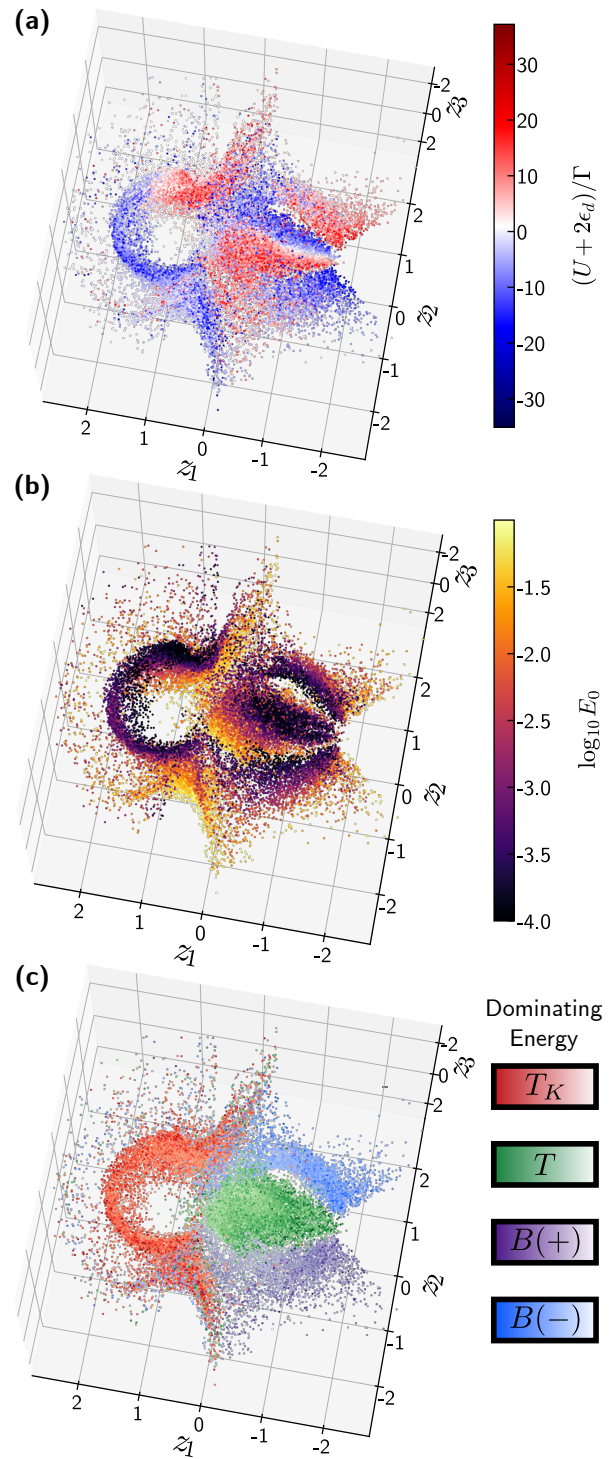 (a)
-2
0
2
z3
2
1
0
z2
-1
-2
2
1
0
-1
-2
z1
30
20
10
0
-10
-20
-30
(U + 2ϵd)/Γ
(b)
-2
0
2
z3
2
1
0
z2
-1
-2
2
1
0
-1
-2
z1
-1.5
-2.0
-2.5
-3.0
-3.5
-4.0
log10 E0
(c)
-2
0
2
z3
2
1
0
z2
-1
-2
2
1
0
-1
-2
z1
Dominating
Energy
TK
T
B(+)
B(−)